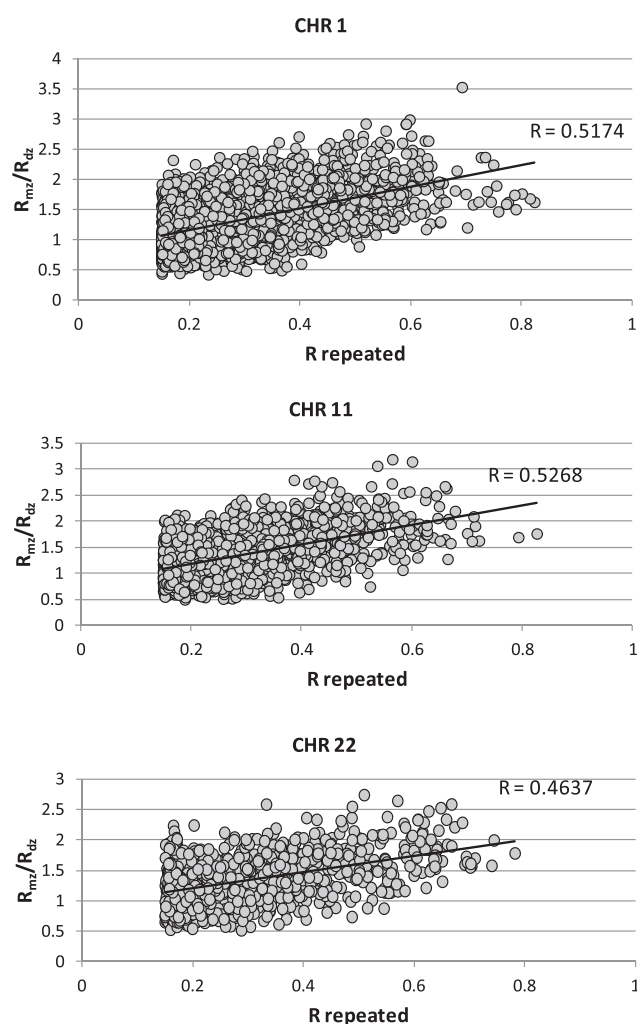 CHR 1
4
3.5
3
2.5
2
1.5
1
0.5
0
R = 0.5174
Rmz/Rdz
0 0.2 0.4 0.6 0.8 1
R repeated
CHR 11
3.5
3
2.5
2
1.5
1
0.5
0
R = 0.5268
Rmz/Rdz
0 0.2 0.4 0.6 0.8 1
R repeated
CHR 22
3
2.5
2
1.5
1
0.5
0
R = 0.4637
Rmz/Rdz
0 0.2 0.4 0.6 0.8 1
R repeated